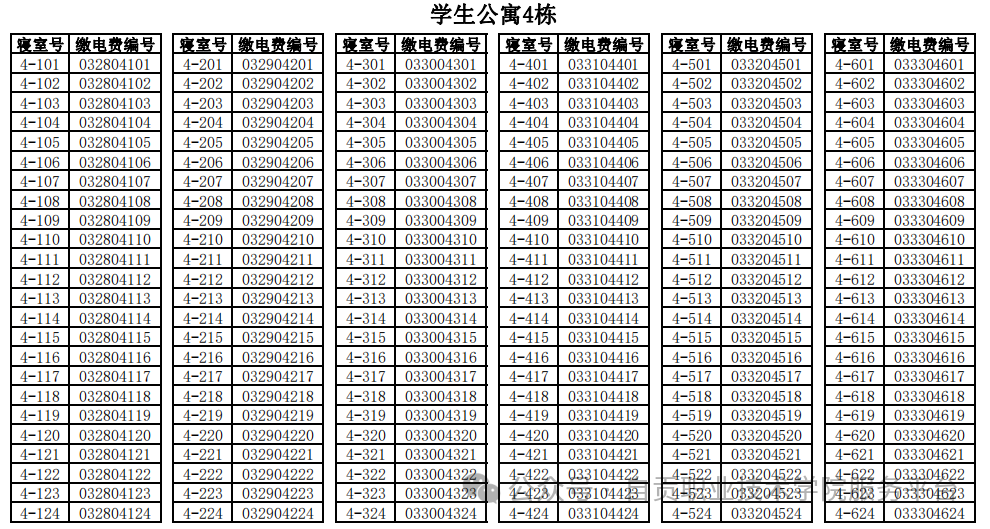 学生公寓4栋
寝室号 缴电费编号 寝室号 缴电费编号 寝室号 缴电费编号 寝室号 缴电费编号 寝室号 缴电费编号 寝室号 缴电费编号
4-101 032804101 4-201 032904201 4-301 033004301 4-401 033104401 4-501 033204501 4-601 033304601
4-102 032804102 4-202 032904202 4-302 033004302 4-402 033104402 4-502 033204502 4-602 033304602
4-103 032804103 4-203 032904203 4-303 033004303 4-403 033104403 4-503 033204503 4-603 033304603
4-104 032804104 4-204 032904204 4-304 033004304 4-404 033104404 4-504 033204504 4-604 033304604
4-105 032804105 4-205 032904205 4-305 033004305 4-405 033104405 4-505 033204505 4-605 033304605
4-106 032804106 4-206 032904206 4-306 033004306 4-406 033104406 4-506 033204506 4-606 033304606
4-107 032804107 4-207 032904207 4-307 033004307 4-407 033104407 4-507 033204507 4-607 033304607
4-108 032804108 4-208 032904208 4-308 033004308 4-408 033104408 4-508 033204508 4-608 033304608
4-109 032804109 4-209 032904209 4-309 033004309 4-409 033104409 4-509 033204509 4-609 033304609
4-110 032804110 4-210 032904210 4-310 033004310 4-410 033104410 4-510 033204510 4-610 033304610
4-111 032804111 4-211 032904211 4-311 033004311 4-411 033104411 4-511 033204511 4-611 033304611
4-112 032804112 4-212 032904212 4-312 033004312 4-412 033104412 4-512 033204512 4-612 033304612
4-113 032804113 4-213 032904213 4-313 033004313 4-413 033104413 4-513 033204513 4-613 033304613
4-114 032804114 4-214 032904214 4-314 033004314 4-414 033104414 4-514 033204514 4-614 033304614
4-115 032804115 4-215 032904215 4-315 033004315 4-415 033104415 4-515 033204515 4-615 033304615
4-116 032804116 4-216 032904216 4-316 033004316 4-416 033104416 4-516 033204516 4-616 033304616
4-117 032804117 4-217 032904217 4-317 033004317 4-417 033104417 4-517 033204517 4-617 033304617
4-118 032804118 4-218 032904218 4-318 033004318 4-418 033104418 4-518 033204518 4-618 033304618
4-119 032804119 4-219 032904219 4-319 033004319 4-419 033104419 4-519 033204519 4-619 033304619
4-120 032804120 4-220 032904220 4-320 033004320 4-420 033104420 4-520 033204520 4-620 033304620
4-121 032804121 4-221 032904221 4-321 033004321 4-421 033104421 4-521 033204521 4-621 033304621
4-122 032804122 4-222 032904222 4-322 033004322 4-422 033104422 4-522 033204522 4-622 033304622
4-123 032804123 4-223 032904223 4-323 033004323 4-423 033104423 4-523 033204523 4-623 033304623
公众号 · 自贡职业技术学院服务平台
4-124 032804124 4-224 032904224 4-324 033004324 4-424 033104424 4-524 033204524 4-624 033304624